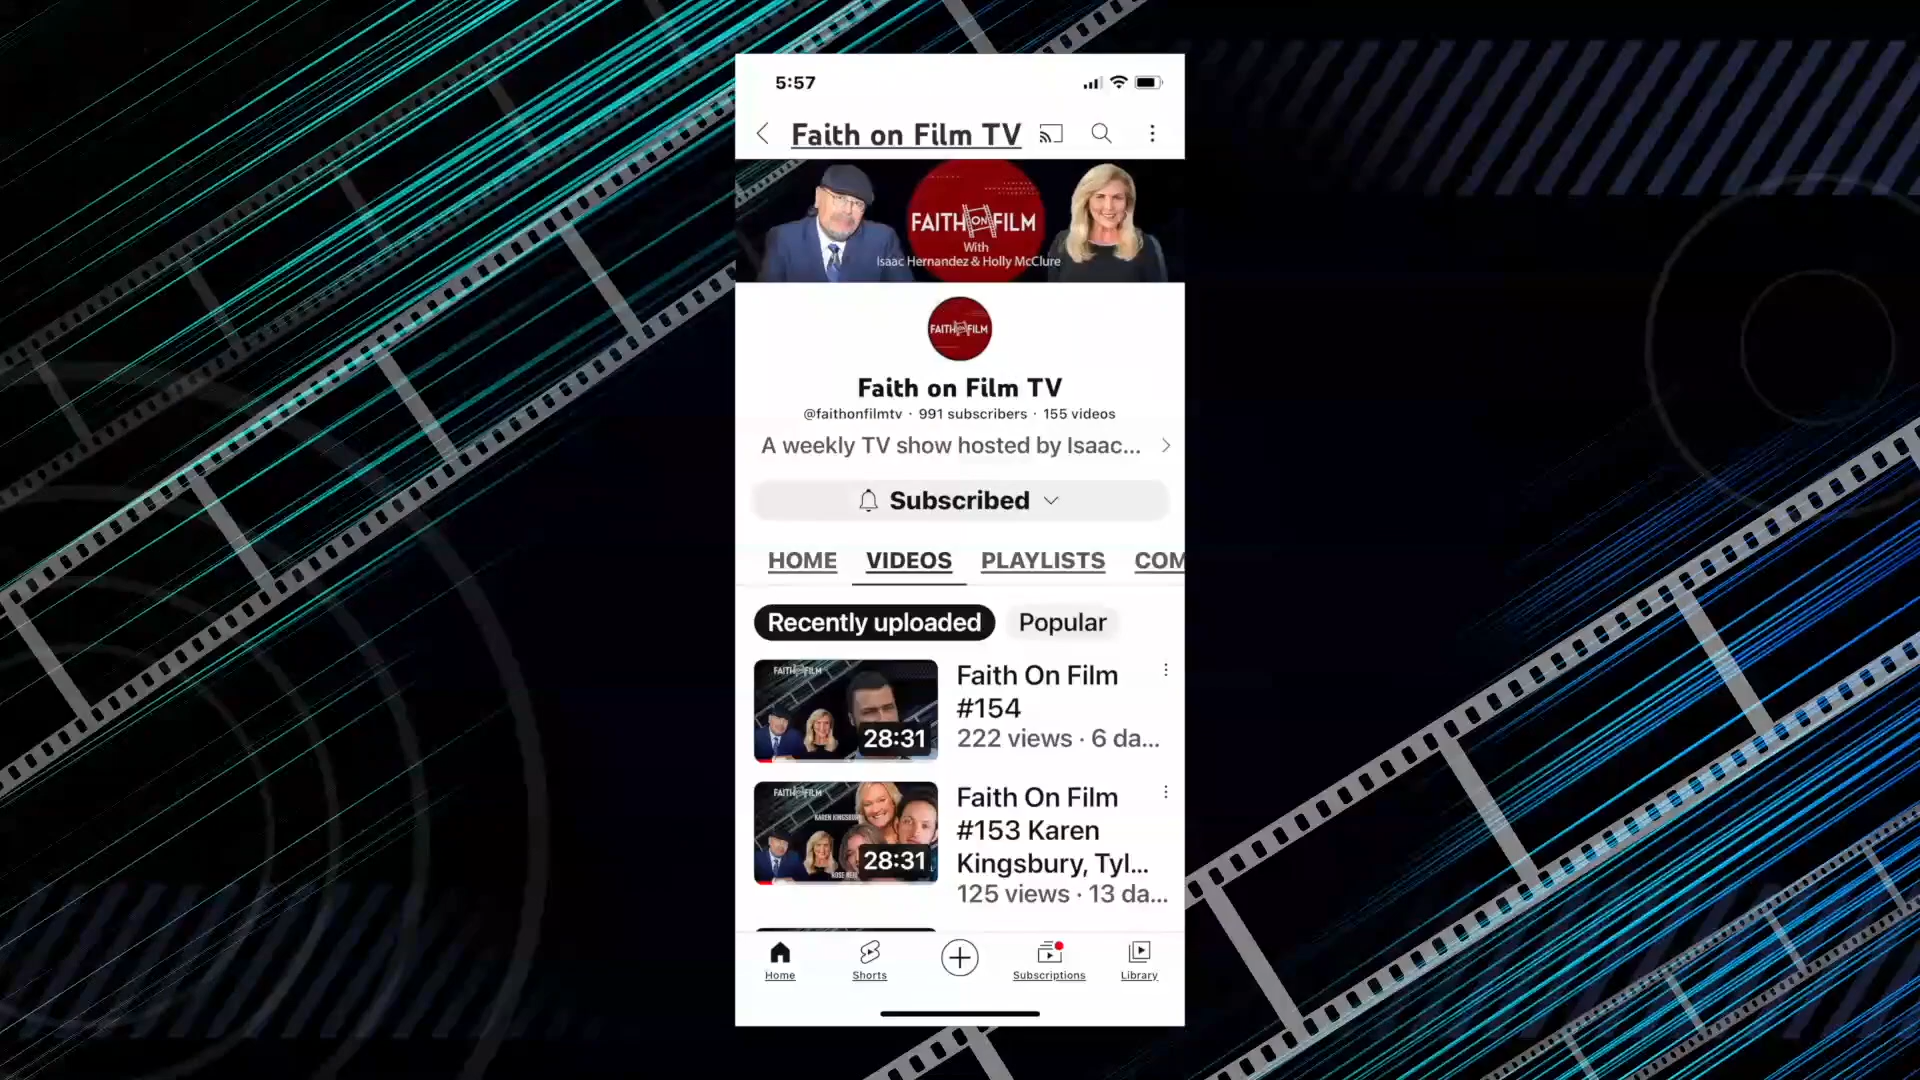 5:57
Faith on Film TV
FAITH ON FILM
With
Isaac Hernandez & Holly McClure
FAITH ON FILM
Faith on Film TV
@faithonfilmtv · 991 subscribers · 155 videos
A weekly TV show hosted by Isaac...
Subscribed
HOME VIDEOS PLAYLISTS COM
Recently uploaded Popular
FAITH ON FILM
28:31
Faith On Film
#154
222 views · 6 da...
FAITH ON FILM
KAREN KINGSBURY
28:31
Faith On Film
#153 Karen
Kingsbury, Tyl...
125 views · 13 da...
Home Shorts Subscriptions Library